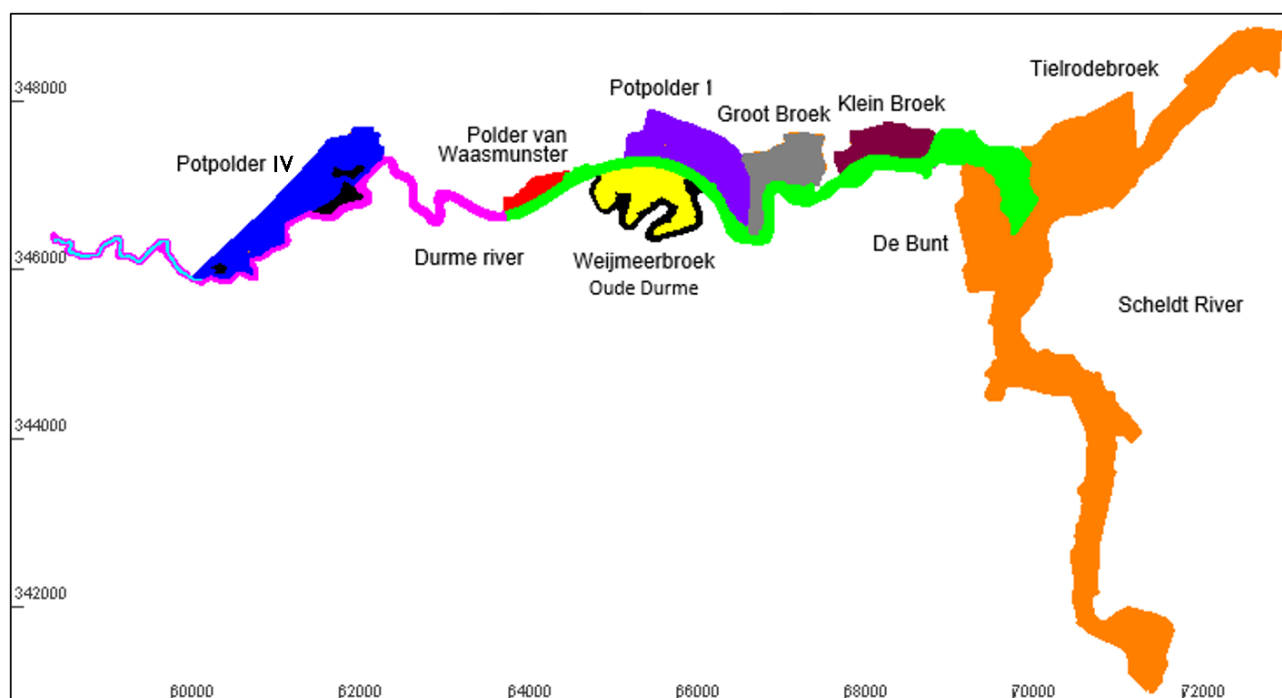 348000
Tielrodebroek
Potpolder 1
Klein Broek
Groot Broek
Polder van
Waasmunster
Potpolder IV
De Bunt
346000
Durme river
Weijmeerbroek
Oude Durme
Scheldt River
344000
342000
60000
62000
64000
66000
68000
70000
72000